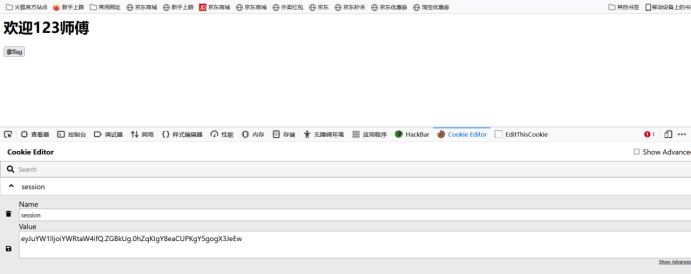 火狐官方站点 新手上路 常用网址 京东商城 新手上路 京东商城 京东商城 外卖红包 京东 京东秒杀 京东优惠券 淘宝优惠券 其他书签 移动设备上的书
欢迎123师傅
拿flag
查看器 控制台 调试器 网络 样式编辑器 性能 内存 存储 无障碍环境 应用程序 HackBar Cookie Editor EditThisCookie 1
Cookie Editor Show Advanced
Search
session
Name
session
Value
eyJuYW1lIjoiYWRtaW4ifQ.ZGBkUg.0hZqKIgY8eaCUPKgY5gogX3JeEw
Show Advanced